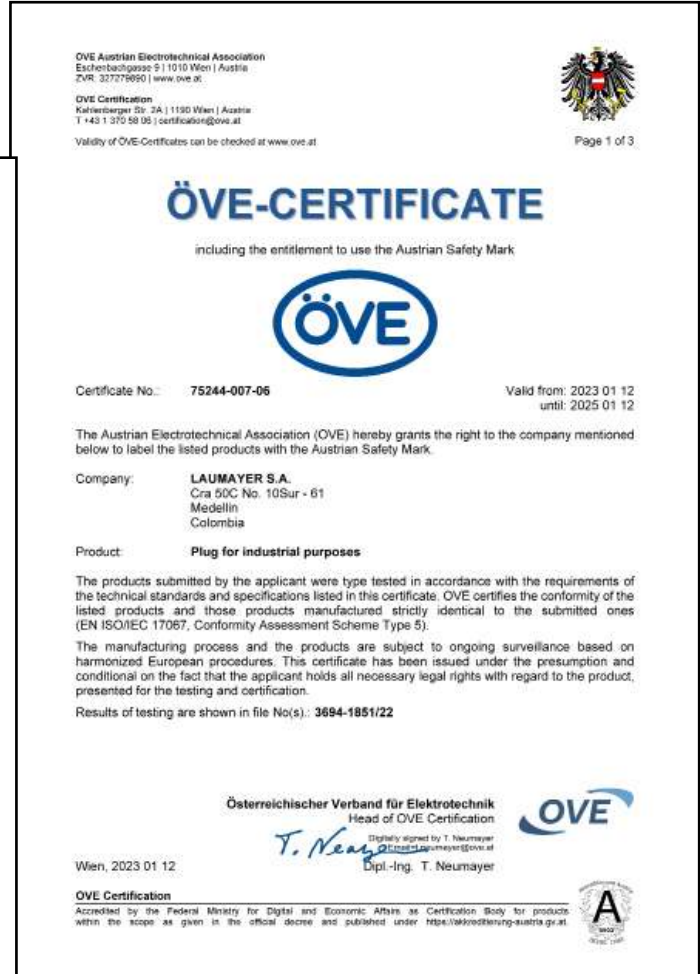 OVE Austrian Electrotechnical Association
Eschenbachgasse 9 | 1010 Wien | Austria
ZVR: 327279890 | www.ove.at
OVE Certification
Kahlenberger Str. 2A | 1190 Wien | Austria
T +43 1 370 58 06 | certification@ove.at
Validity of OVE-Certificates can be checked at www.ove.at
Page 1 of 3
ÖVE-CERTIFICATE
including the entitlement to use the Austrian Safety Mark
ÖVE
Certificate No.: 75244-007-06
Valid from: 2023 01 12
until: 2025 01 12
The Austrian Electrotechnical Association (OVE) hereby grants the right to the company mentioned
below to label the listed products with the Austrian Safety Mark.
Company: LAUMAYER S.A.
Cra 50C No. 10Sur - 61
Medellin
Colombia
Product: Plug for industrial purposes
The products submitted by the applicant were type tested in accordance with the requirements of
the technical standards and specifications listed in this certificate. OVE certifies the conformity of the
listed products and those products manufactured strictly identical to the submitted ones
(EN ISO/IEC 17067, Conformity Assessment Scheme Type 5).
The manufacturing process and the products are subject to ongoing surveillance based on
harmonized European procedures. This certificate has been issued under the presumption and
conditional on the fact that the applicant holds all necessary legal rights with regard to the product,
presented for the testing and certification.
Results of testing are shown in file No(s).: 3694-1851/22
Österreichischer Verband für Elektrotechnik
Head of OVE Certification
OVE
T. Neumayer
Digitally signed by T. Neumayer
Wien, 2023 01 12
Dipl.-Ing. T. Neumayer
OVE Certification
Accredited by the Federal Ministry for Digital and Economic Affairs as Certification Body for products
within the scope as given in the official decree and published under https://akkreditierung-austria.gv.at.
A